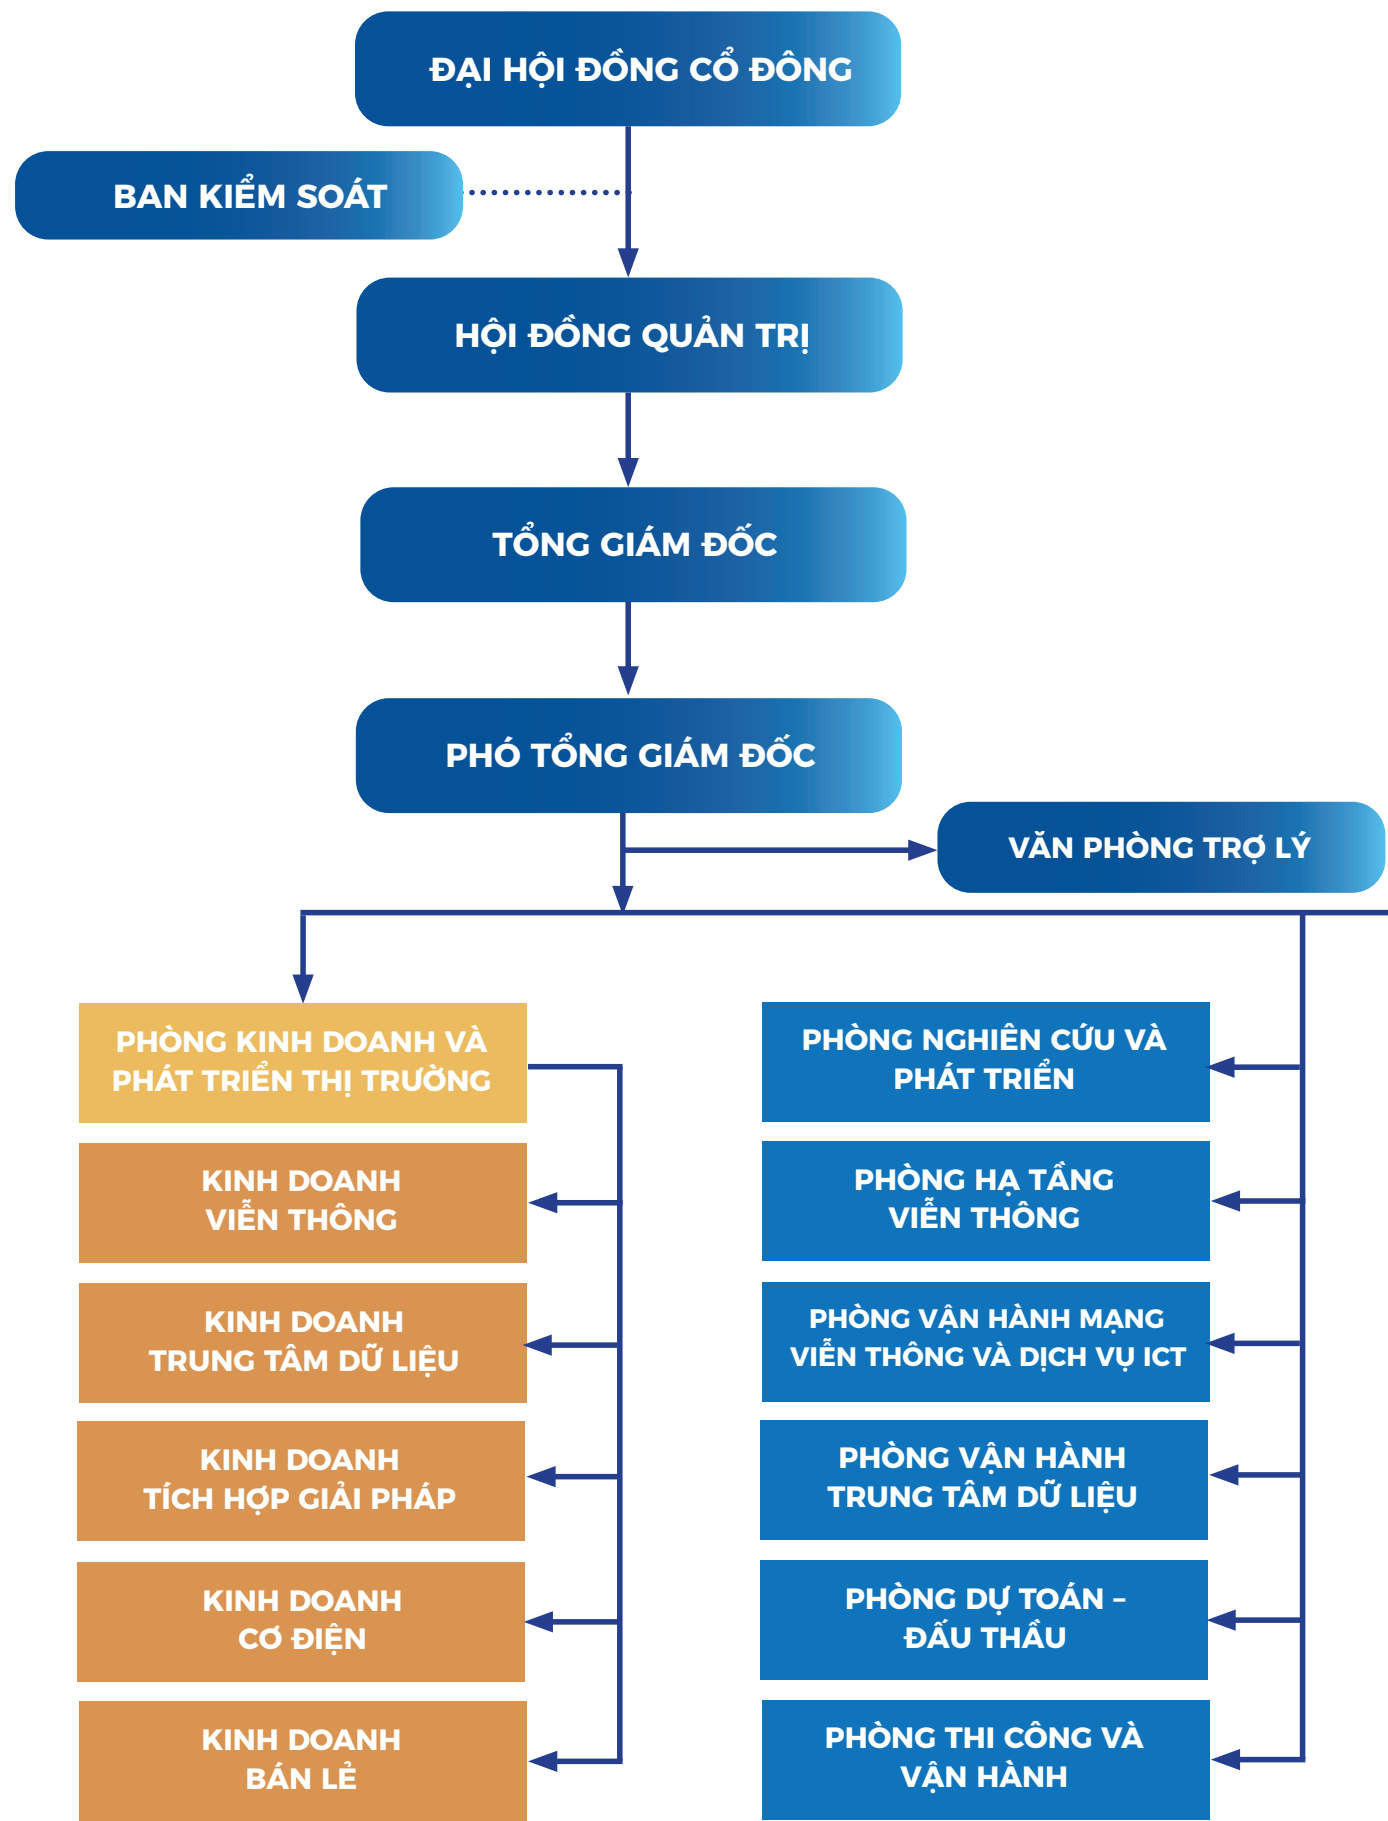 ĐẠI HỘI ĐỒNG CỔ ĐÔNG
BAN KIỂM SOÁT
HỘI ĐỒNG QUẢN TRỊ
TỔNG GIÁM ĐỐC
PHÓ TỔNG GIÁM ĐỐC
VĂN PHÒNG TRỢ LÝ
PHÒNG KINH DOANH VÀ
PHÁT TRIỂN THỊ TRƯỜNG
KINH DOANH
VIỄN THÔNG
KINH DOANH
TRUNG TÂM DỮ LIỆU
KINH DOANH
TÍCH HỢP GIẢI PHÁP
KINH DOANH
CƠ ĐIỆN
KINH DOANH
BÁN LẺ
PHÒNG NGHIÊN CỨU VÀ
PHÁT TRIỂN
PHÒNG HẠ TẦNG
VIỄN THÔNG
PHÒNG VẬN HÀNH MẠNG
VIỄN THÔNG VÀ DỊCH VỤ ICT
PHÒNG VẬN HÀNH
TRUNG TÂM DỮ LIỆU
PHÒNG DỰ TOÁN –
ĐẤU THẦU
PHÒNG THI CÔNG VÀ
VẬN HÀNH